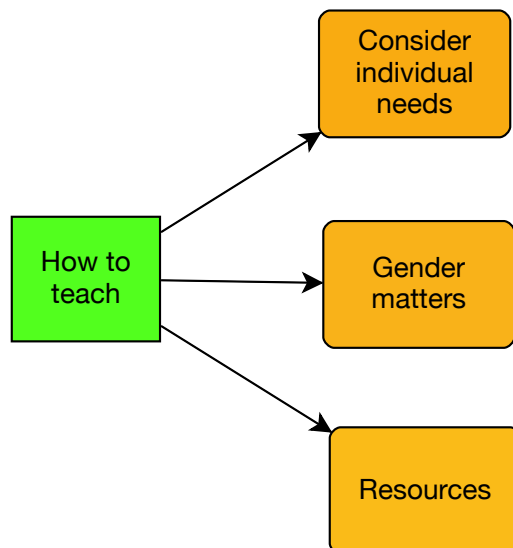 Consider
individual
needs
How to
teach
Gender
matters
Resources